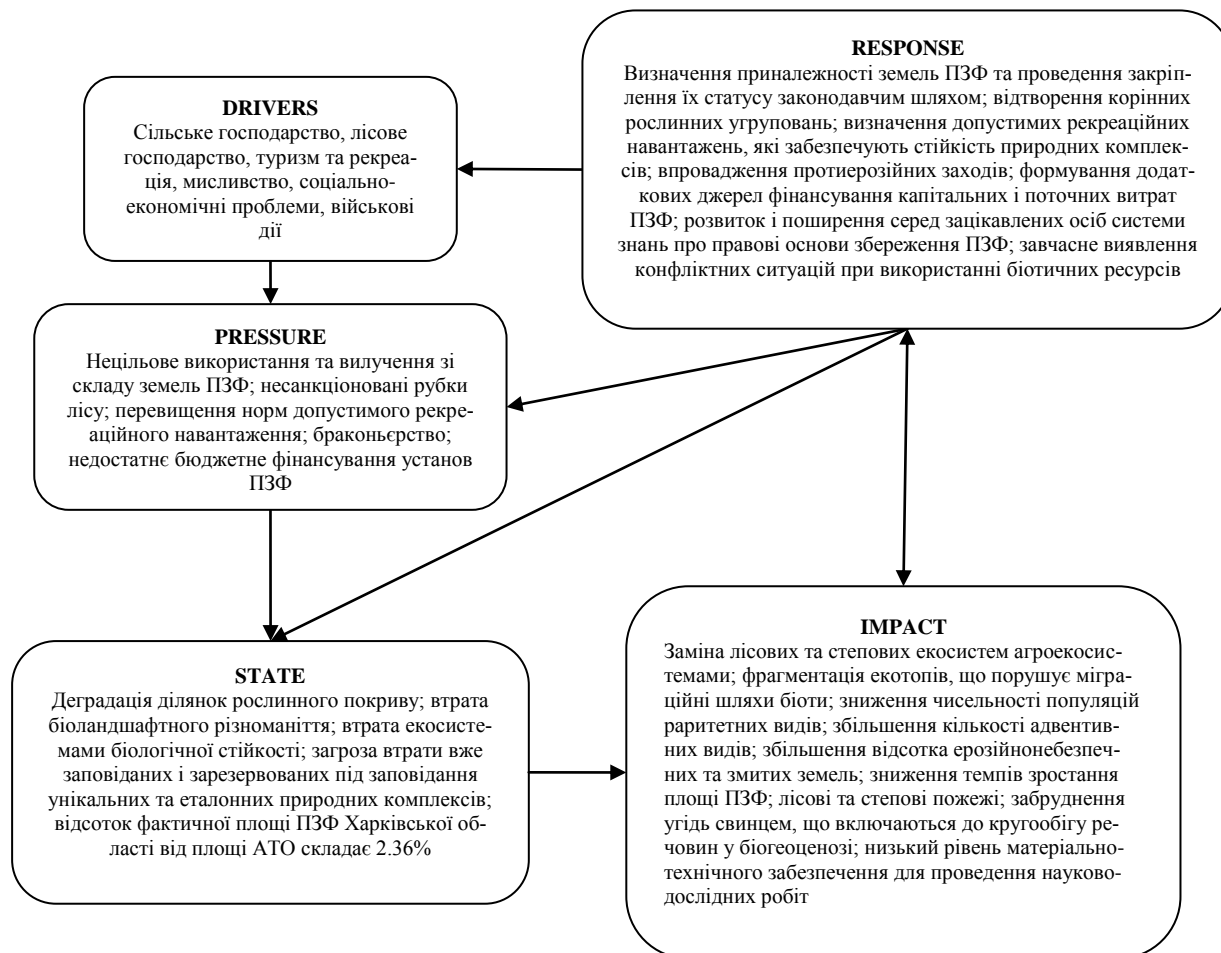 DRIVERS
Сільське господарство, лісове
господарство, туризм та рекреа-
ція, мисливство, соціально-
економічні проблеми, військові
дії
RESPONSE
Визначення приналежності земель ПЗФ та проведення закріп-
лення їх статусу законодавчим шляхом; відтворення корінних
рослинних угруповань; визначення допустимих рекреаційних
навантажень, які забезпечують стійкість природних комплек-
сів; впровадження протиерозійних заходів; формування додат-
кових джерел фінансування капітальних і поточних витрат
ПЗФ; розвиток і поширення серед зацікавлених осіб системи
знань про правові основи збереження ПЗФ; завчасне виявлення
конфліктних ситуацій при використанні біотичних ресурсів
PRESSURE
Нецільове використання та вилучення зі
складу земель ПЗФ; несанкціоновані рубки
лісу; перевищення норм допустимого рекре-
аційного навантаження; браконьєрство;
недостатнє бюджетне фінансування установ
ПЗФ
STATE
Деградація ділянок рослинного покриву; втрата
біоландшафтного різноманіття; втрата екосисте-
мами біологічної стійкості; загроза втрати вже
заповіданих і зарезервованих під заповідання
унікальних та еталонних природних комплексів;
відсоток фактичної площі ПЗФ Харківської об-
ласті від площі АТО складає 2.36%
IMPACT
Заміна лісових та степових екосистем агроекосис-
темами; фрагментація екотопів, що порушує міг-
раційні шляхи біоти; зниження чисельності популяцій
раритетних видів; збільшення кількості адвентив-
них видів; збільшення відсотка ерозійнонебезпеч-
них та змитих земель; зниження темпів зростання
площі ПЗФ; лісові та степові пожежі; забруднення
угідь свинцем, що включаються до кругообігу ре-
човин у біогеоценозі; низький рівень матеріально-
технічного забезпечення для проведення науково-
дослідних робіт